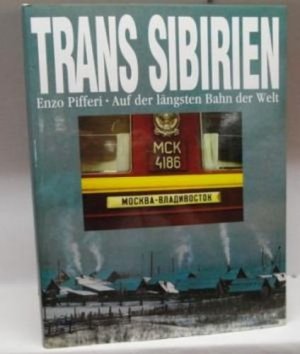 TRANS SIBIRIEN
Enzo Pifferi · Auf der längsten Bahn der Welt
МСК
4186
МОСКВА-ВЛАДИВОСТОК